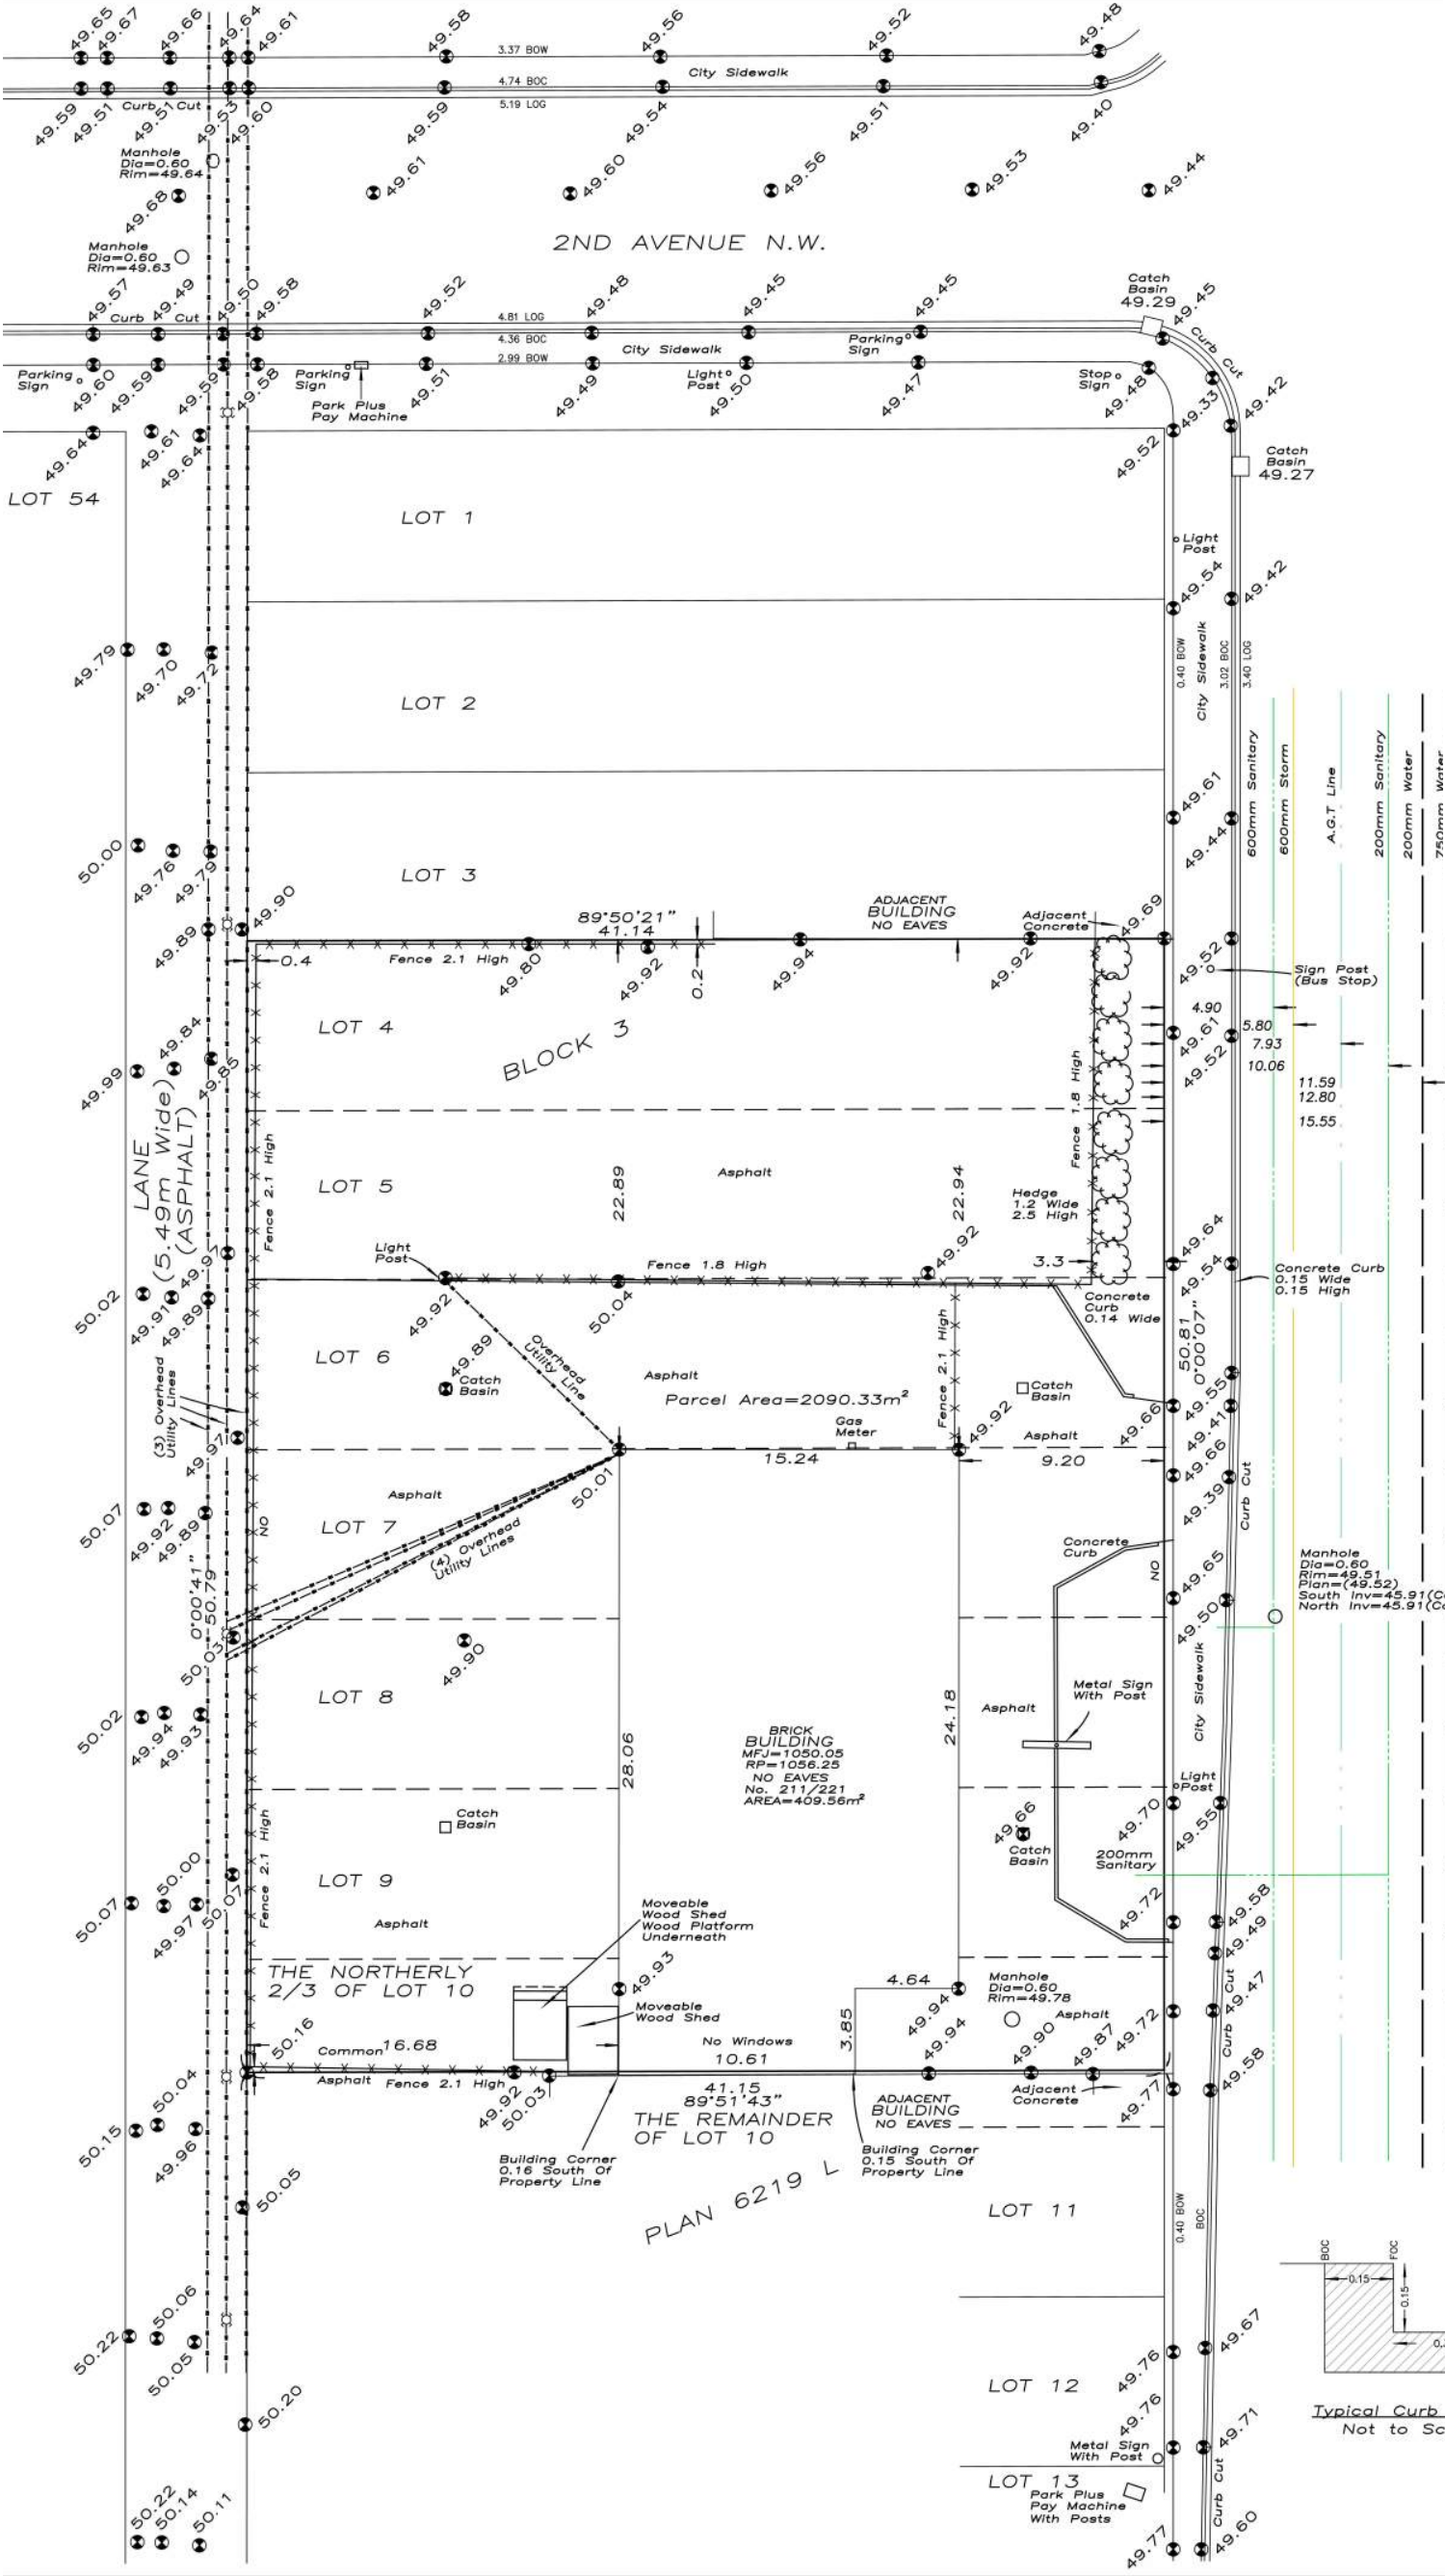 49.65
49.67
49.66
49.64
49.61
49.58
49.56
49.52
49.48
3.37 BOW
4.74 BOC
5.19 LOG
City Sidewalk
Curb Cut
49.59
49.51
49.51
49.53
49.60
49.59
49.54
49.51
49.40
Manhole
Dia=0.60
Rim=49.64
49.68
49.61
49.60
49.56
49.53
49.44
Manhole
Dia=0.60
Rim=49.63
2ND AVENUE N.W.
Catch
Basin
49.29
49.57
49.49
49.50
49.58
49.52
49.48
49.45
49.45
49.45
Curb Cut
4.81 LOG
4.36 BOC
2.99 BOW
City Sidewalk
Parking
Sign
Curb Cut
Parking
Sign
49.60
49.59
49.59
49.58
Parking
Sign
Park Plus
Pay Machine
49.51
49.49
Light
Post
49.50
49.47
Stop
Sign
49.48
49.33
49.42
49.64
49.61
49.64
49.52
Catch
Basin
49.27
LOT 54
LOT 1
Light
Post
49.54
49.42
49.79
49.70
49.72
LOT 2
0.40 BOW
City Sidewalk
3.02 BOC
3.40 LOG
600mm Sanitary
600mm Storm
A.G.T Line
200mm Sanitary
200mm Water
750mm Water
49.61
49.44
50.00
49.76
49.79
LOT 3
49.90
49.89
89°50'21"
41.14
ADJACENT
BUILDING
NO EAVES
Adjacent
Concrete
49.69
0.4
Fence 2.1 High
49.80
49.92
0.2
49.94
49.92
49.52
Sign Post
(Bus Stop)
LOT 4
BLOCK 3
4.90
49.61
5.80
7.93
49.52
10.06
11.59
12.80
15.55
49.84
49.99
49.85
LANE
(5.49m Wide)
(ASPHALT)
Fence 2.1 High
Fence 1.8 High
LOT 5
Asphalt
22.89
22.94
Hedge
1.2 Wide
2.5 High
49.64
49.97
Light
Post
Fence 1.8 High
49.92
3.3
49.54
Concrete Curb
0.15 Wide
0.15 High
50.02
49.91
49.89
49.92
50.04
Concrete
Curb
0.14 Wide
50.81
0°00'07"
LOT 6
49.89
Catch
Basin
Overhead
Utility Line
Asphalt
Parcel Area=2090.33m²
Fence 2.1 High
Catch
Basin
49.55
(3) Overhead
Utility Lines
49.97
Gas
Meter
49.92
Asphalt
49.66
49.41
15.24
9.20
49.66
50.01
49.39
Curb Cut
Asphalt
50.07
49.92
49.89
NO
LOT 7
(4) Overhead
Utility Lines
Concrete
Curb
NO
49.65
Manhole
Dia=0.60
Rim=49.51
Plan=(49.52)
South Inv=45.91(C
North Inv=45.91(C
0°00'41"
50.79
50.03
49.90
49.50
LOT 8
50.02
49.94
49.93
28.06
24.18
BRICK
BUILDING
MFJ=1050.05
RP=1056.25
NO EAVES
No. 211/221
AREA=409.56m²
Asphalt
Metal Sign
With Post
City Sidewalk
Light
Post
49.70
49.55
Catch
Basin
49.66
Catch
Basin
200mm
Sanitary
Fence 2.1 High
50.00
50.07
49.97
50.07
LOT 9
Asphalt
Moveable
Wood Shed
Wood Platform
Underneath
49.72
49.58
49.49
THE NORTHERLY
2/3 OF LOT 10
49.93
Moveable
Wood Shed
4.64
49.94
Manhole
Dia=0.60
Rim=49.78
Asphalt
Curb Cut
49.47
50.16
Common
16.68
No Windows
10.61
3.85
49.94
49.90
49.87
49.72
49.58
50.04
Asphalt
Fence 2.1 High
49.92
50.03
41.15
89°51'43"
THE REMAINDER
OF LOT 10
ADJACENT
BUILDING
NO EAVES
Adjacent
Concrete
49.77
50.15
49.96
Building Corner
0.16 South Of
Property Line
Building Corner
0.15 South Of
Property Line
50.05
PLAN 6219 L
LOT 11
0.40 BOW
BOC
BOC
FOC
0.15
0.15
50.06
50.22
50.05
49.67
49.76
LOT 12
50.20
49.76
49.71
Typical Curb
Not to Sc
Metal Sign
With Post
LOT 13
Park Plus
Pay Machine
With Posts
Curb Cut
50.22
50.14
50.11
49.77
49.60